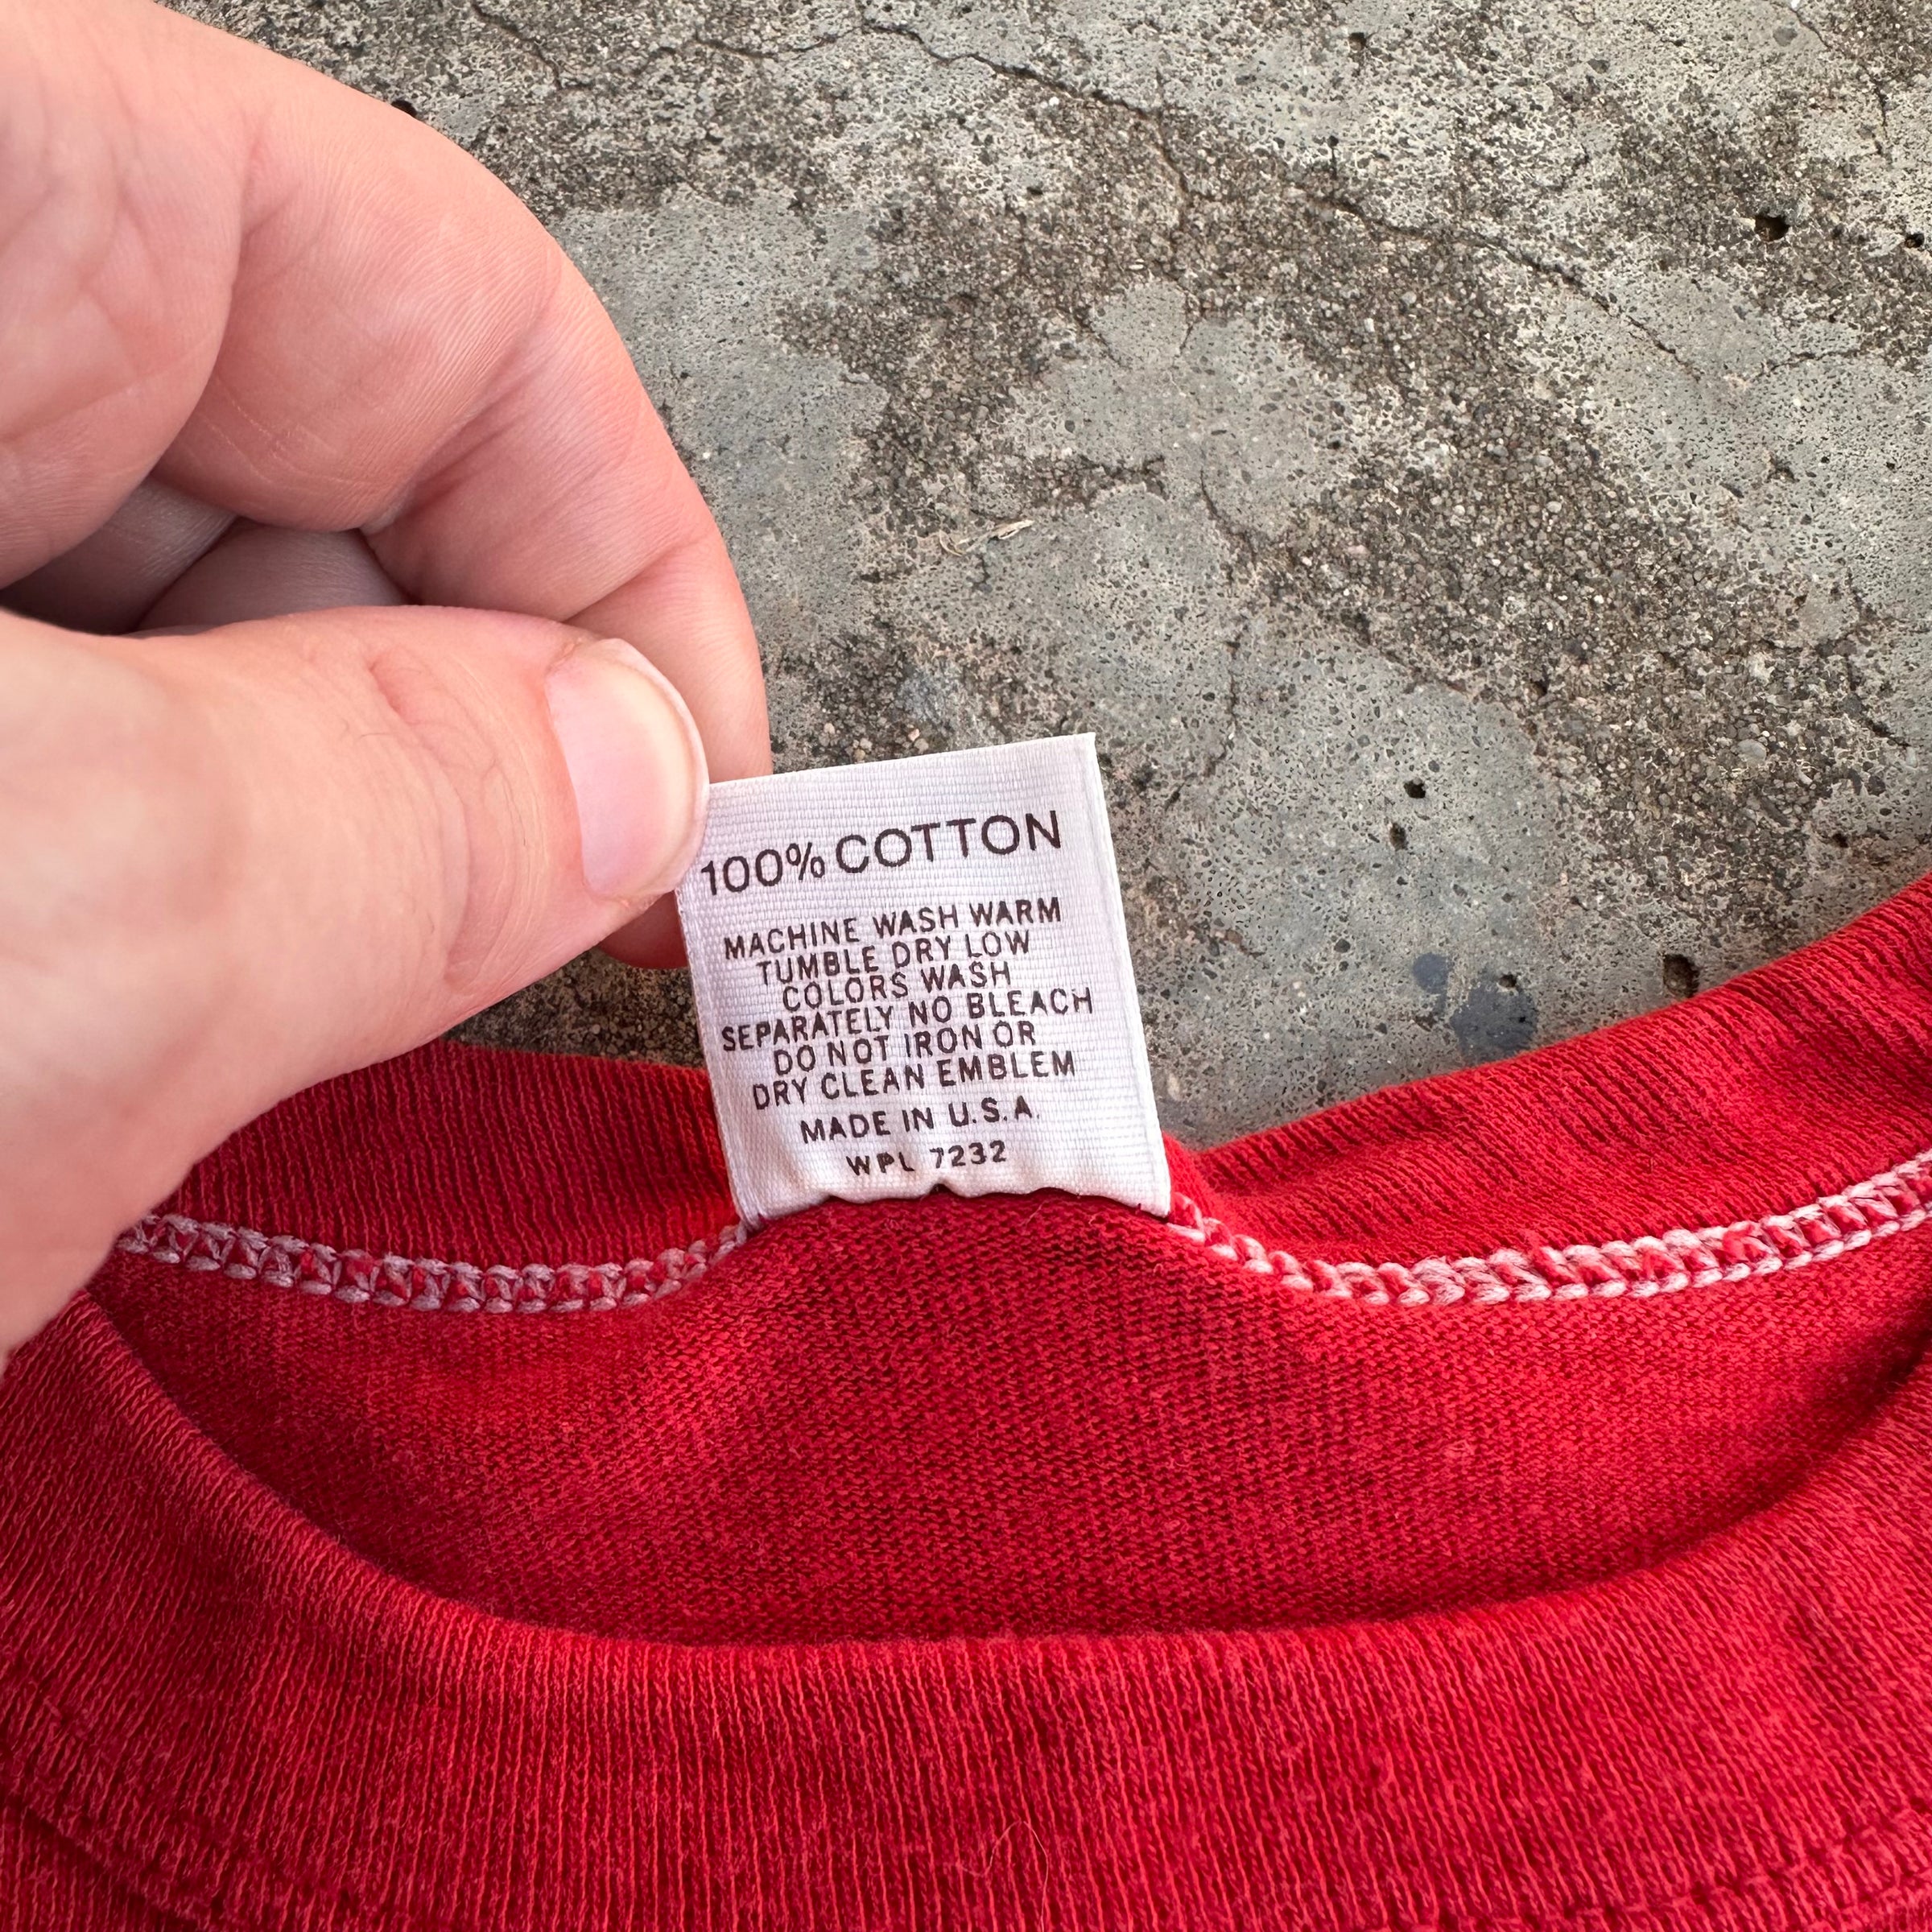 100% COTTON
MACHINE WASH WARM
TUMBLE DRY LOW
COLORS WASH
SEPARATELY NO BLEACH
DO NOT IRON OR
DRY CLEAN EMBLEM
MADE IN U.S.A.
WPL 7232